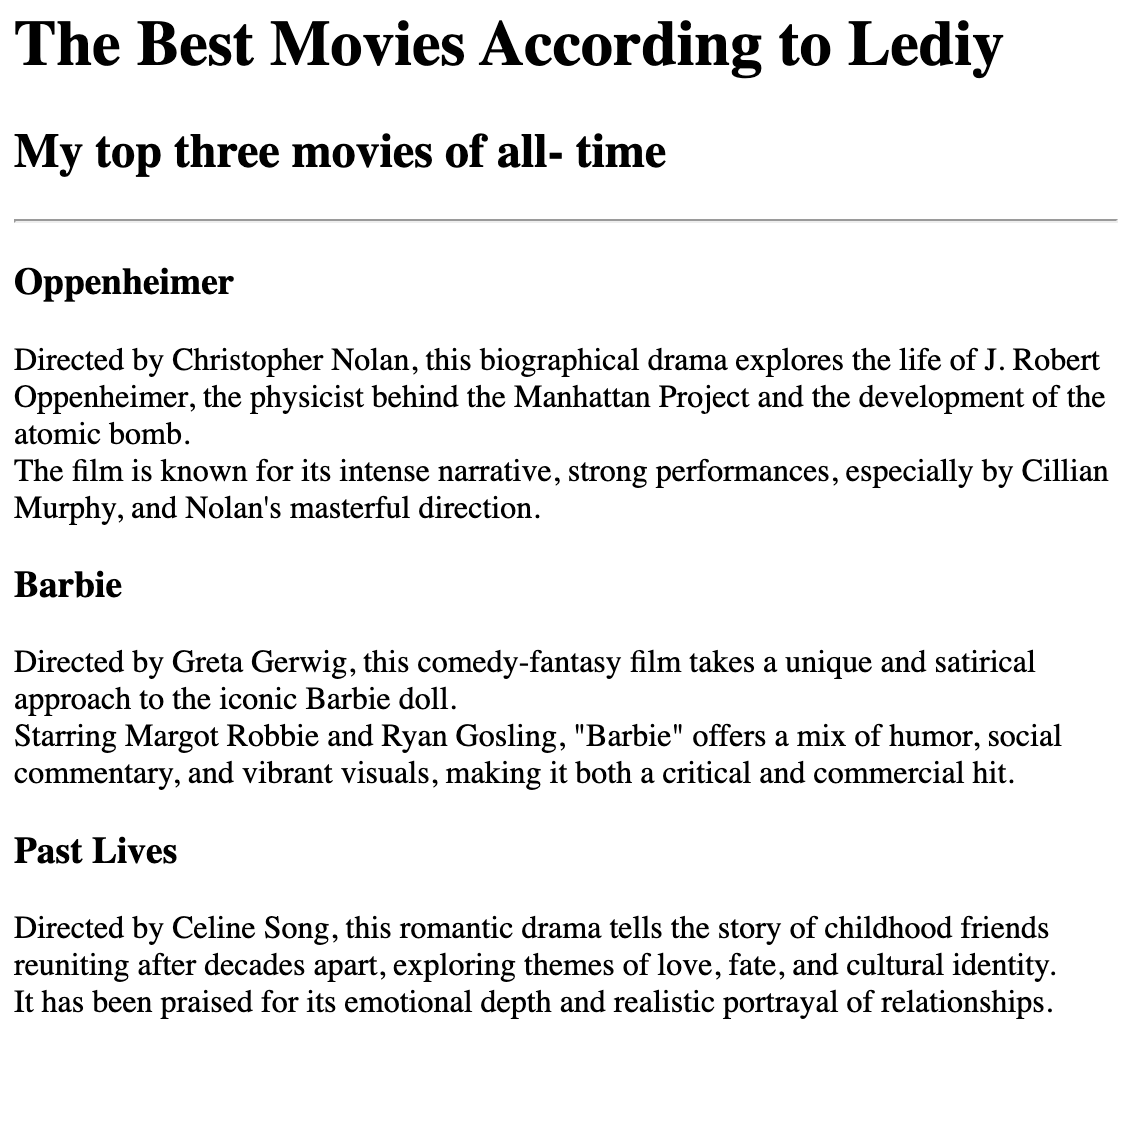 The Best Movies According to Lediy
My top three movies of all- time
Oppenheimer
Directed by Christopher Nolan, this biographical drama explores the life of J. Robert
Oppenheimer, the physicist behind the Manhattan Project and the development of the
atomic bomb.
The film is known for its intense narrative, strong performances, especially by Cillian
Murphy, and Nolan's masterful direction.
Barbie
Directed by Greta Gerwig, this comedy-fantasy film takes a unique and satirical
approach to the iconic Barbie doll.
Starring Margot Robbie and Ryan Gosling, "Barbie" offers a mix of humor, social
commentary, and vibrant visuals, making it both a critical and commercial hit.
Past Lives
Directed by Celine Song, this romantic drama tells the story of childhood friends
reuniting after decades apart, exploring themes of love, fate, and cultural identity.
It has been praised for its emotional depth and realistic portrayal of relationships.